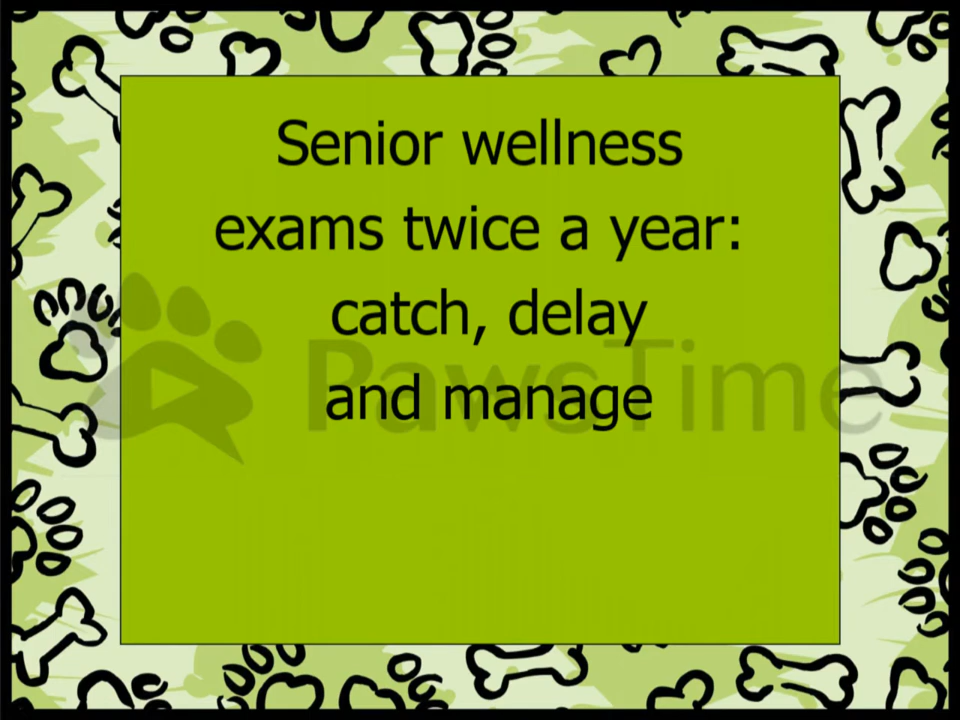 Senior wellness
exams twice a year:
catch, delay
and manage
PawsTime